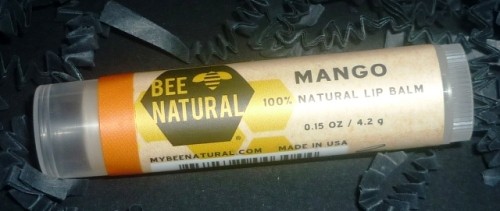 BEE
NATURAL
MANGO
100% NATURAL LIP BALM
0.15 OZ / 4.2 g
MYBEENATURAL.COM MADE IN USA